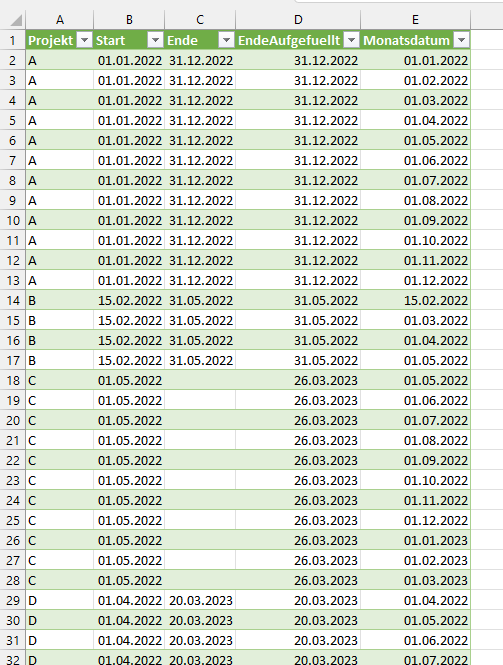 A B C D E
1 Projekt Start Ende EndeAufgefuellt Monatsdatum
2 A 01.01.2022 31.12.2022 31.12.2022 01.01.2022
3 A 01.01.2022 31.12.2022 31.12.2022 01.02.2022
4 A 01.01.2022 31.12.2022 31.12.2022 01.03.2022
5 A 01.01.2022 31.12.2022 31.12.2022 01.04.2022
6 A 01.01.2022 31.12.2022 31.12.2022 01.05.2022
7 A 01.01.2022 31.12.2022 31.12.2022 01.06.2022
8 A 01.01.2022 31.12.2022 31.12.2022 01.07.2022
9 A 01.01.2022 31.12.2022 31.12.2022 01.08.2022
10 A 01.01.2022 31.12.2022 31.12.2022 01.09.2022
11 A 01.01.2022 31.12.2022 31.12.2022 01.10.2022
12 A 01.01.2022 31.12.2022 31.12.2022 01.11.2022
13 A 01.01.2022 31.12.2022 31.12.2022 01.12.2022
14 B 15.02.2022 31.05.2022 31.05.2022 15.02.2022
15 B 15.02.2022 31.05.2022 31.05.2022 01.03.2022
16 B 15.02.2022 31.05.2022 31.05.2022 01.04.2022
17 B 15.02.2022 31.05.2022 31.05.2022 01.05.2022
18 C 01.05.2022 26.03.2023 01.05.2022
19 C 01.05.2022 26.03.2023 01.06.2022
20 C 01.05.2022 26.03.2023 01.07.2022
21 C 01.05.2022 26.03.2023 01.08.2022
22 C 01.05.2022 26.03.2023 01.09.2022
23 C 01.05.2022 26.03.2023 01.10.2022
24 C 01.05.2022 26.03.2023 01.11.2022
25 C 01.05.2022 26.03.2023 01.12.2022
26 C 01.05.2022 26.03.2023 01.01.2023
27 C 01.05.2022 26.03.2023 01.02.2023
28 C 01.05.2022 26.03.2023 01.03.2023
29 D 01.04.2022 20.03.2023 20.03.2023 01.04.2022
30 D 01.04.2022 20.03.2023 20.03.2023 01.05.2022
31 D 01.04.2022 20.03.2023 20.03.2023 01.06.2022
32 D 01.04.2022 20.03.2023 20.03.2023 01.07.2022